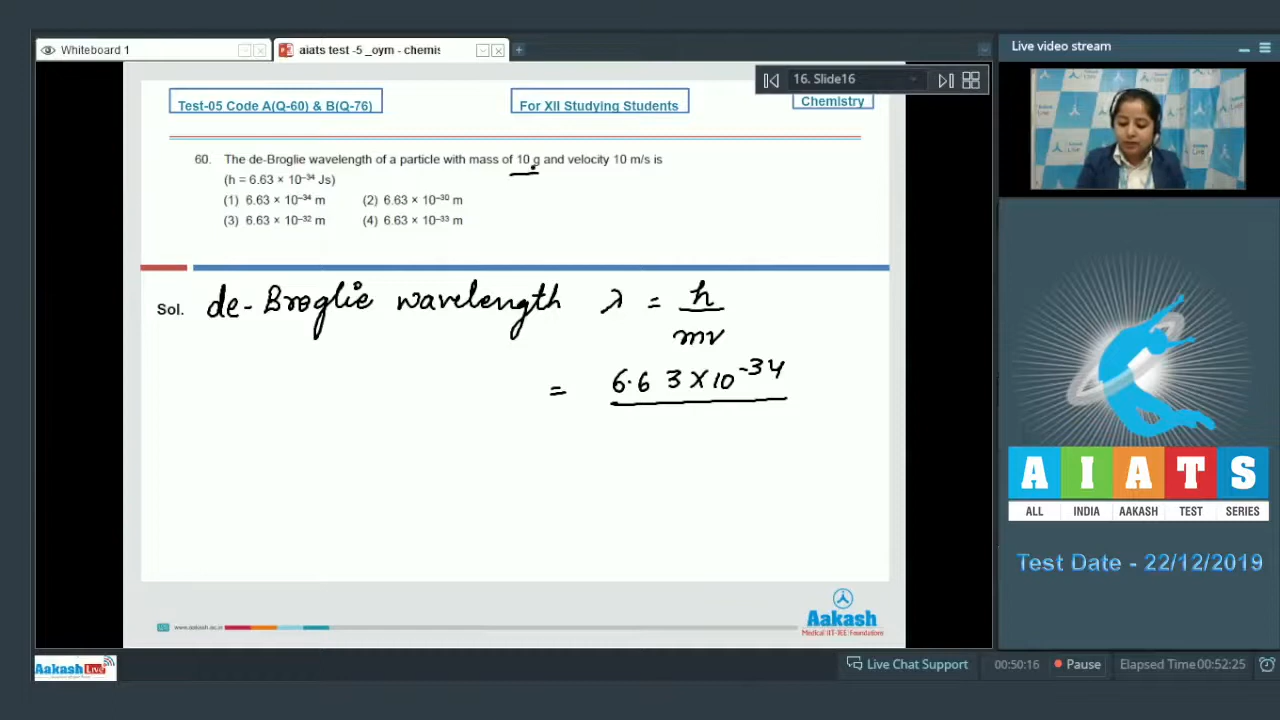 Whiteboard 1
aiats test -5 _oym - chemis
Live video stream
16. Slide16
Test-05 Code A(Q-60) & B(Q-76)
For XII Studying Students
Chemistry
60. The de-Broglie wavelength of a particle with mass of 10 g and velocity 10 m/s is
(h = 6.63 × 10⁻³⁴ Js)
(1) 6.63 × 10⁻³⁴ m (2) 6.63 × 10⁻³⁰ m
(3) 6.63 × 10⁻³² m (4) 6.63 × 10⁻³³ m
Sol. de-Broglie wavelength λ = h
mv
= 6.63 × 10⁻³⁴
A I A T S
ALL INDIA AAKASH TEST SERIES
Test Date - 22/12/2019
www.aakash.ac.in
Aakash
Medical | IIT-JEE | Foundations
Aakash Live
Live Chat Support
00:50:16
Pause
Elapsed Time 00:52:25